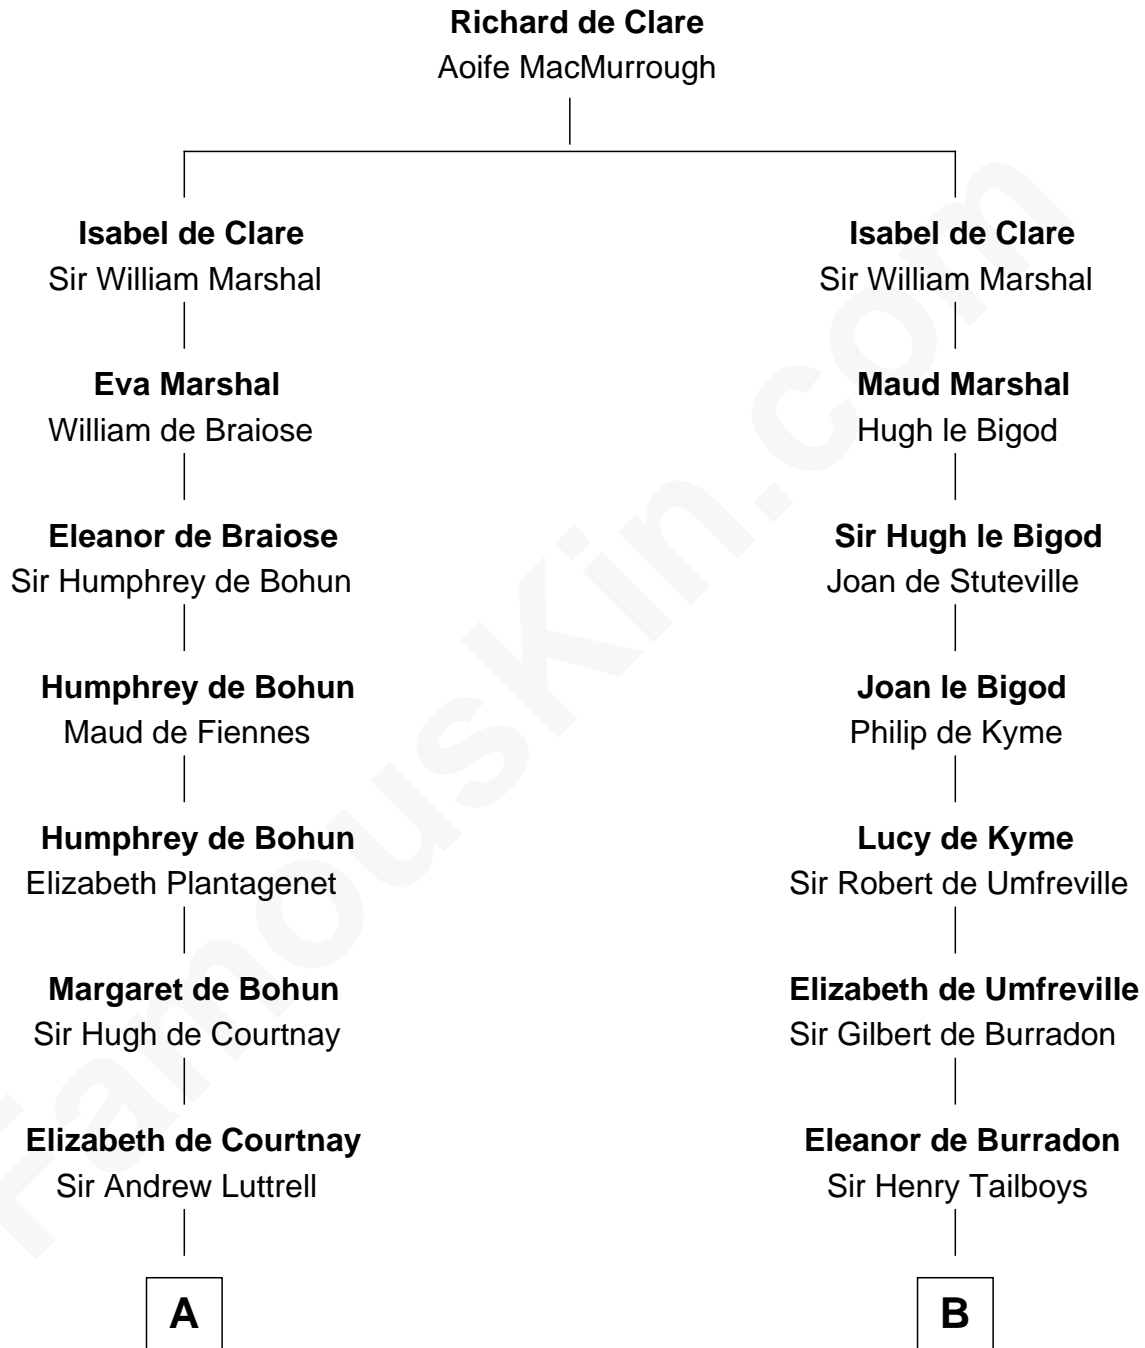 Richard de Clare
Aoife MacMurrough
Isabel de Clare
Sir William Marshal
Eva Marshal
William de Braiose
Eleanor de Braiose
Sir Humphrey de Bohun
Humphrey de Bohun
Maud de Fiennes
Humphrey de Bohun
Elizabeth Plantagenet
Margaret de Bohun
Sir Hugh de Courtnay
Elizabeth de Courtnay
Sir Andrew Luttrell
A
Isabel de Clare
Sir William Marshal
Maud Marshal
Hugh le Bigod
Sir Hugh le Bigod
Joan de Stuteville
Joan le Bigod
Philip de Kyme
Lucy de Kyme
Sir Robert de Umfreville
Elizabeth de Umfreville
Sir Gilbert de Burradon
Eleanor de Burradon
Sir Henry Tailboys
B
FamousKin.com